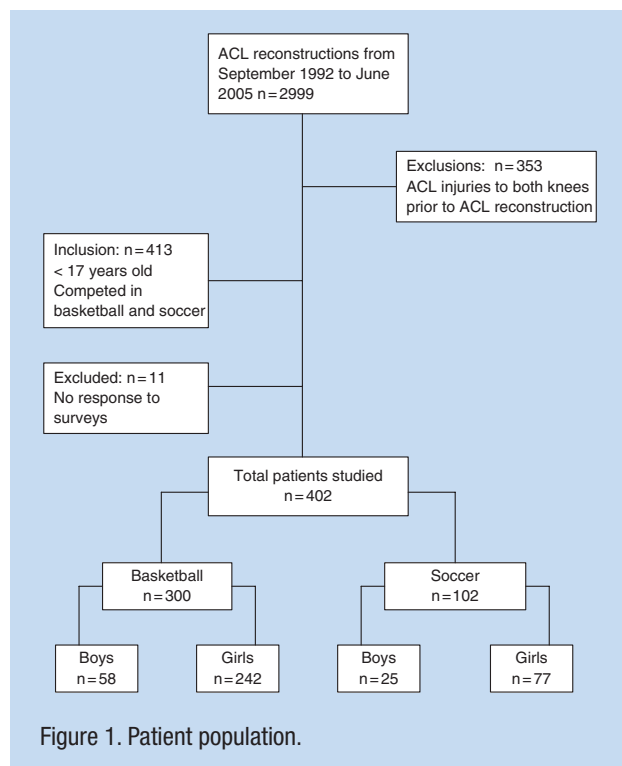 ACL reconstructions from
September 1992 to June
2005 n=2999
Exclusions: n=353
ACL injuries to both knees
prior to ACL reconstruction
Inclusion: n=413
< 17 years old
Competed in
basketball and soccer
Excluded: n=11
No response to
surveys
Total patients studied
n=402
Basketball
n=300
Soccer
n=102
Boys
n=58
Girls
n=242
Boys
n=25
Girls
n=77
Figure 1. Patient population.